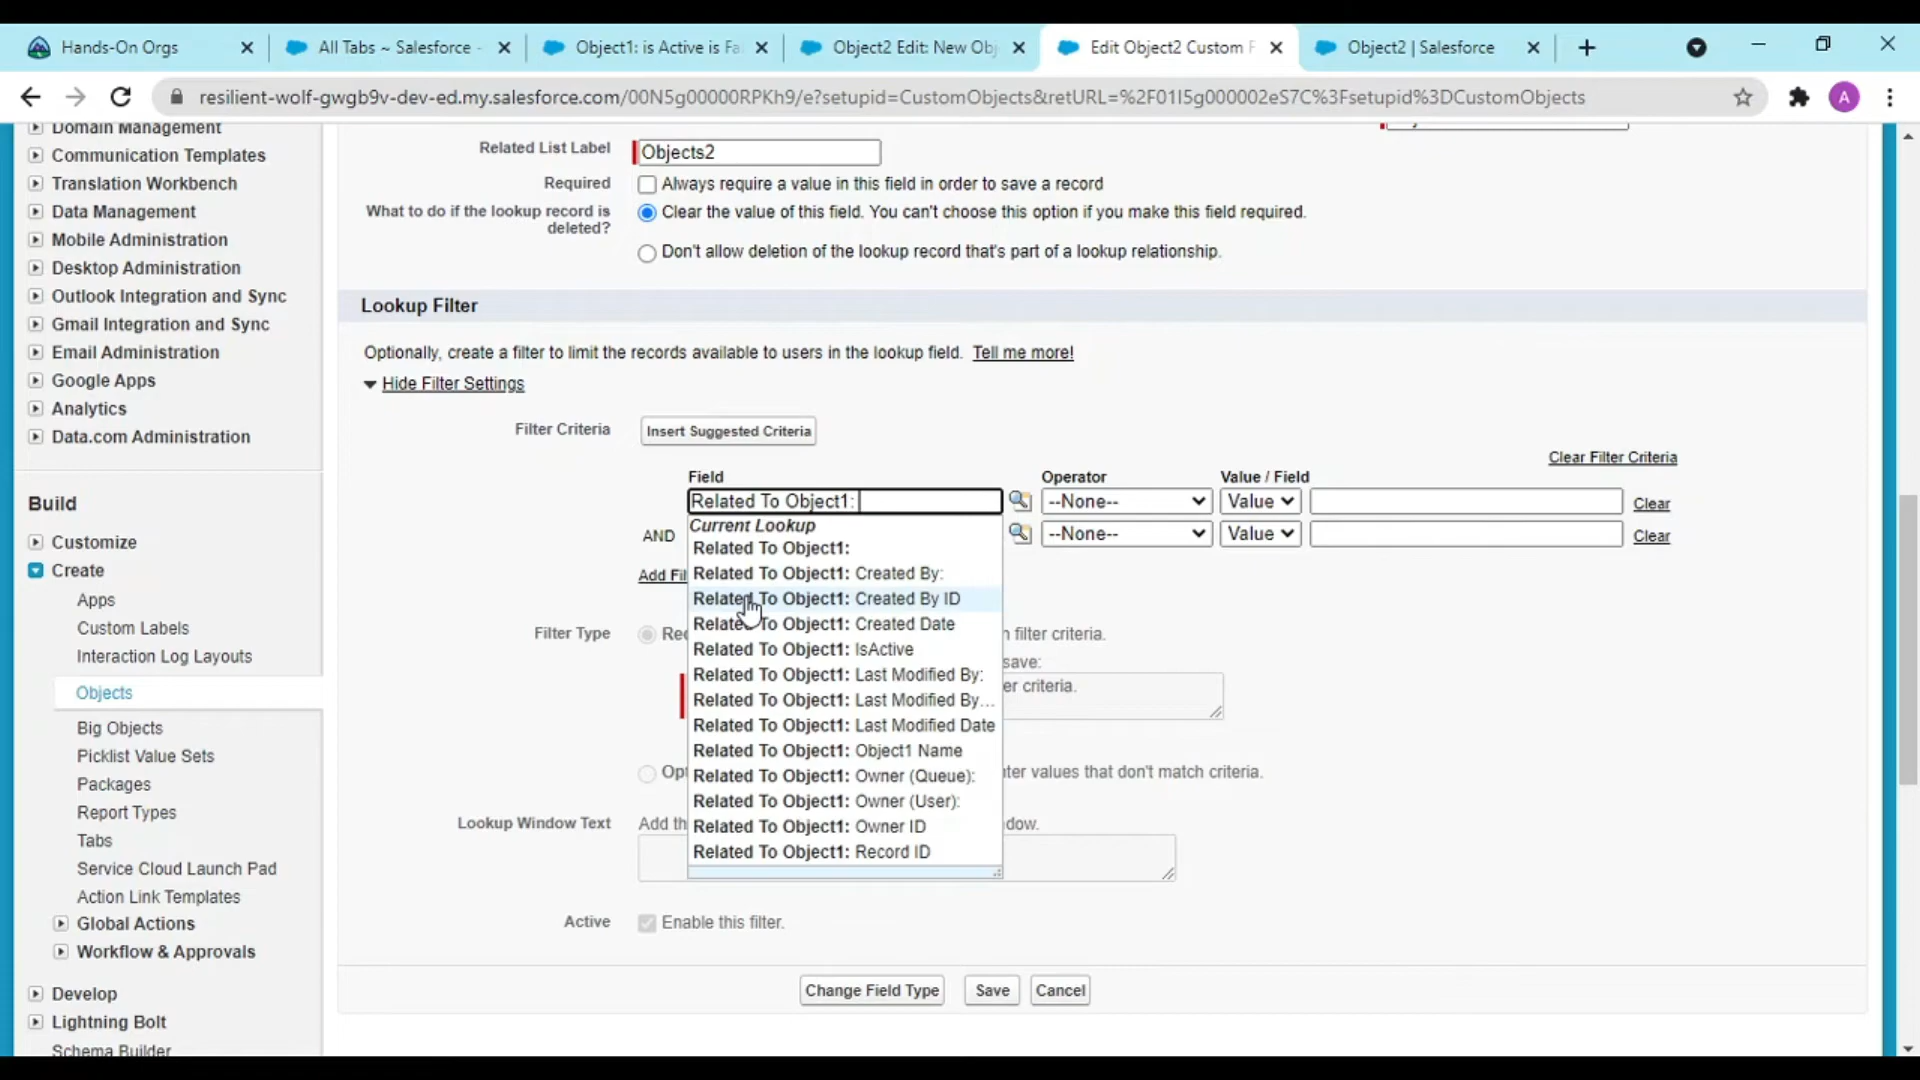 Hands-On Orgs
All Tabs ~ Salesforce -
Object1: is Active is Fa
Object2 Edit: New Obj
Edit Object2 Custom F
Object2 | Salesforce
resilient-wolf-gwgb9v-dev-ed.my.salesforce.com/00N5g00000RPKh9/e?setupid=CustomObjects&retURL=%2F01I5g000002eS7C%3Fsetupid%3DCustomObjects
A
Domain Management
Communication Templates
Translation Workbench
Data Management
Mobile Administration
Desktop Administration
Outlook Integration and Sync
Gmail Integration and Sync
Email Administration
Google Apps
Analytics
Data.com Administration
Build
Customize
Create
Apps
Custom Labels
Interaction Log Layouts
Objects
Big Objects
Picklist Value Sets
Packages
Report Types
Tabs
Service Cloud Launch Pad
Action Link Templates
Global Actions
Workflow & Approvals
Develop
Lightning Bolt
Schema Builder
Related List Label
Objects2
Required
Always require a value in this field in order to save a record
What to do if the lookup record is
deleted?
Clear the value of this field. You can't choose this option if you make this field required.
Don't allow deletion of the lookup record that's part of a lookup relationship.
Lookup Filter
Optionally, create a filter to limit the records available to users in the lookup field. Tell me more!
Hide Filter Settings
Filter Criteria
Insert Suggested Criteria
Clear Filter Criteria
Field Operator Value / Field
Related To Object1: --None-- Value Clear
AND --None-- Value Clear
Current Lookup
Related To Object1:
Related To Object1: Created By:
Related To Object1: Created By ID
Related To Object1: Created Date
Related To Object1: IsActive
Related To Object1: Last Modified By:
Related To Object1: Last Modified By...
Related To Object1: Last Modified Date
Related To Object1: Object1 Name
Related To Object1: Owner (Queue):
Related To Object1: Owner (User):
Related To Object1: Owner ID
Related To Object1: Record ID
Add Fil
Filter Type
filter criteria.
save:
criteria.
values that don't match criteria.
Lookup Window Text
Add th
Active
Enable this filter.
Change Field Type
Save
Cancel